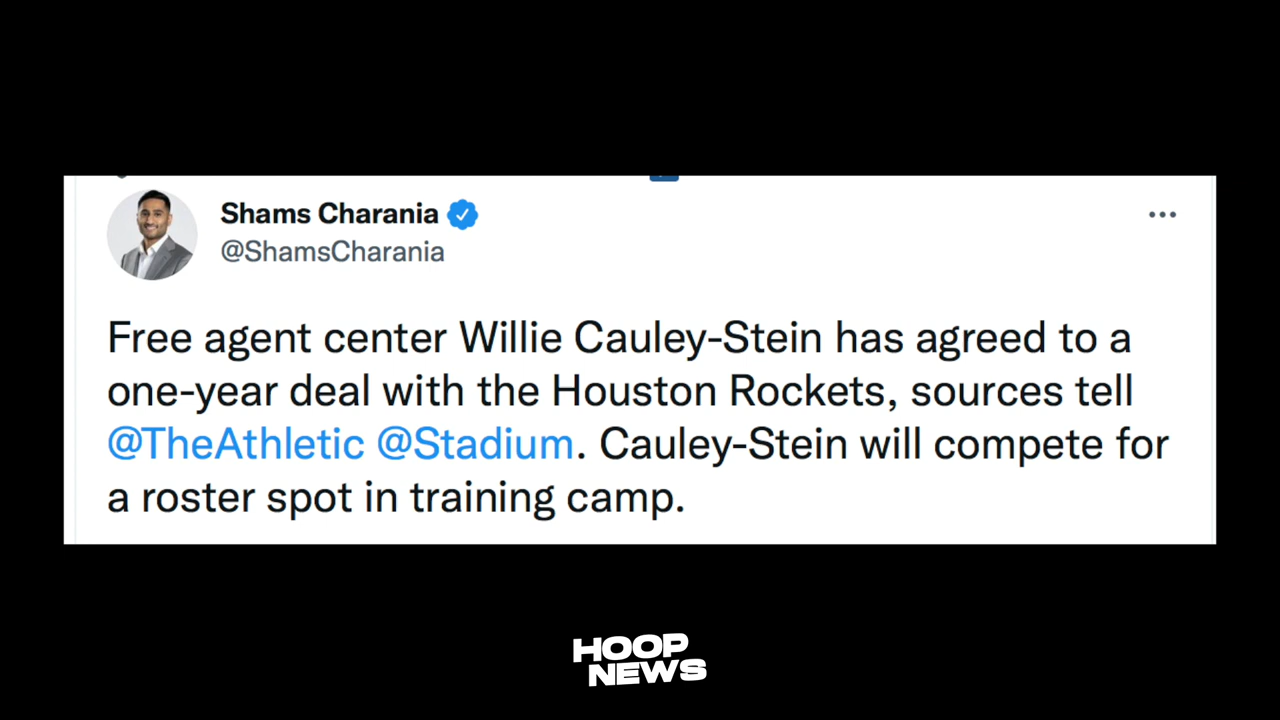 Shams Charania
@ShamsCharania
Free agent center Willie Cauley-Stein has agreed to a
one-year deal with the Houston Rockets, sources tell
@TheAthletic @Stadium. Cauley-Stein will compete for
a roster spot in training camp.
HOOP
NEWS